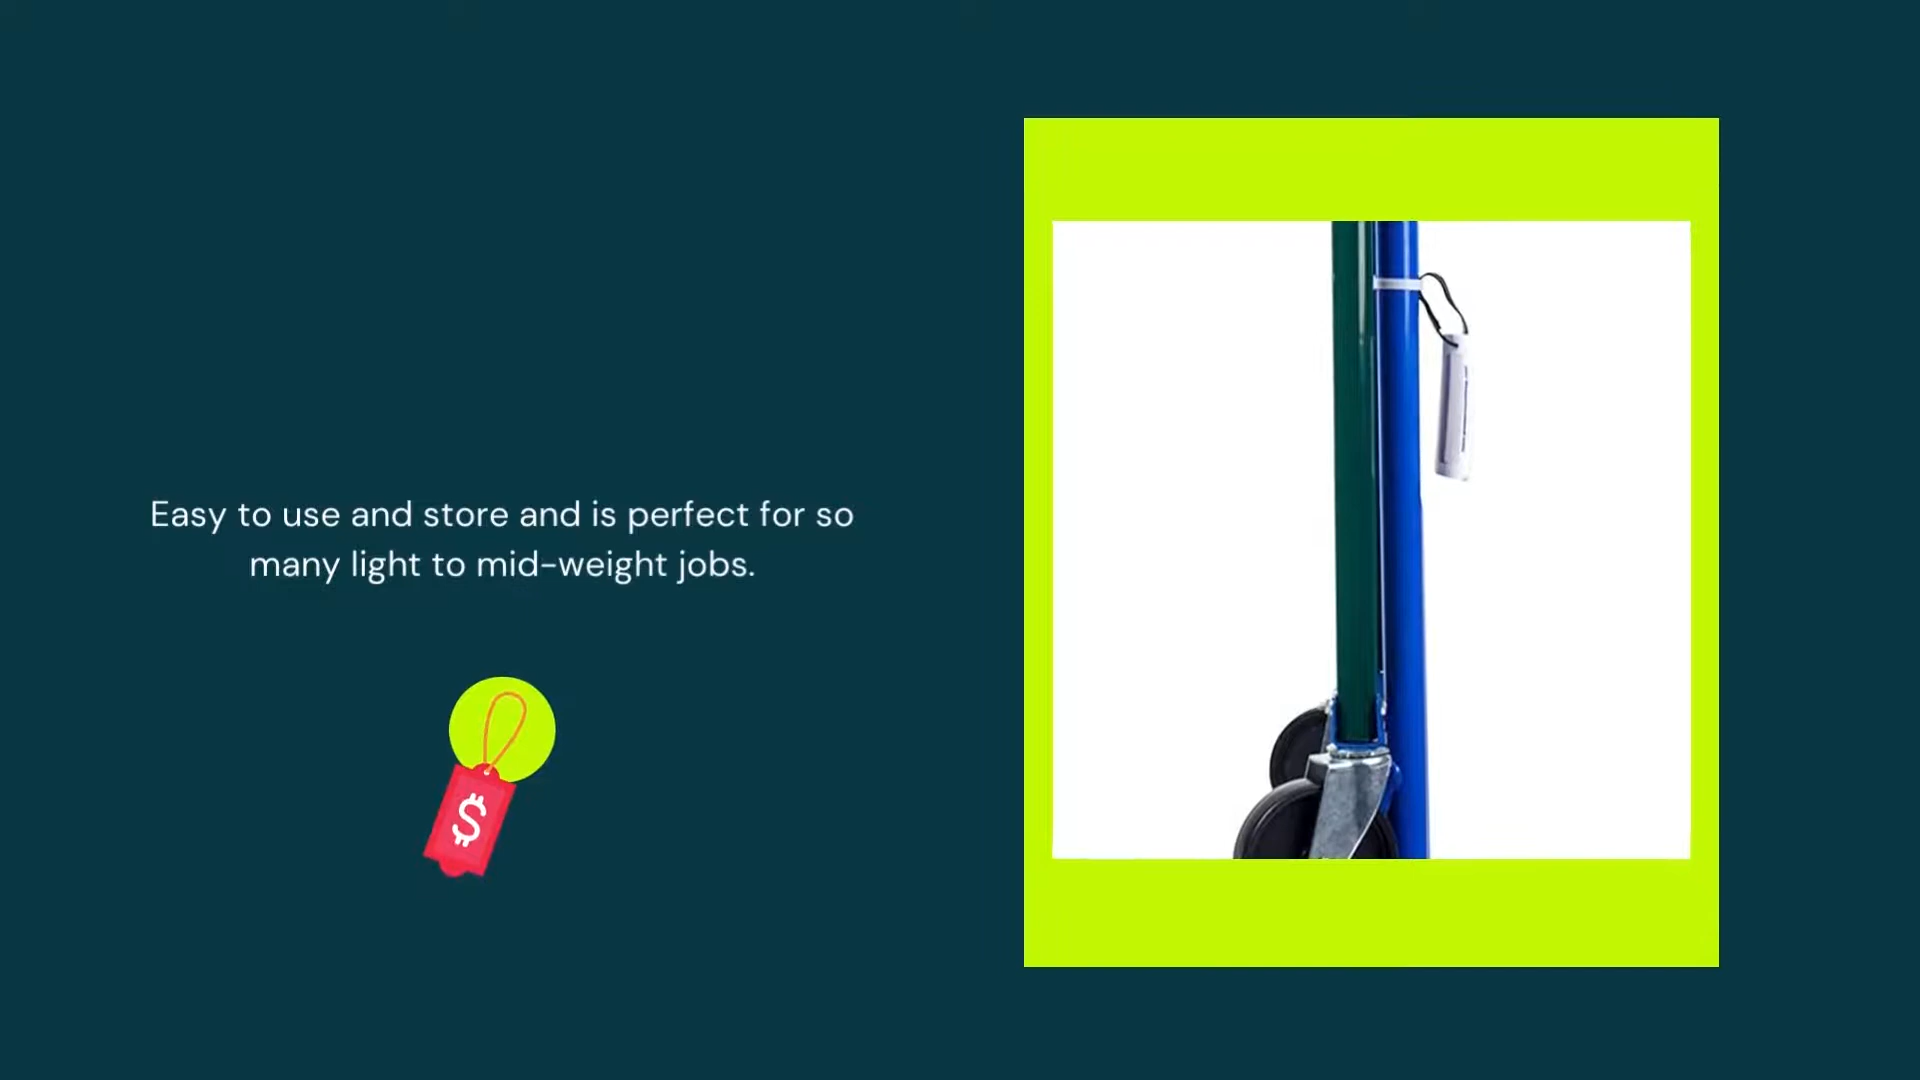 Easy to use and store and is perfect for so
many light to mid-weight jobs.
$